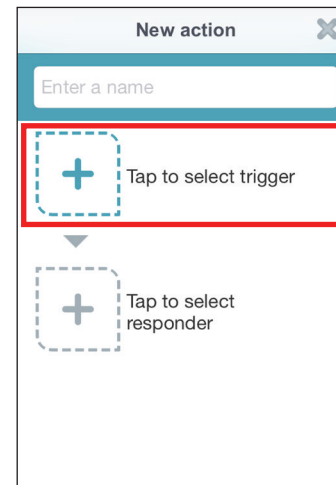 New action
Enter a name
Tap to select trigger
Tap to select
responder